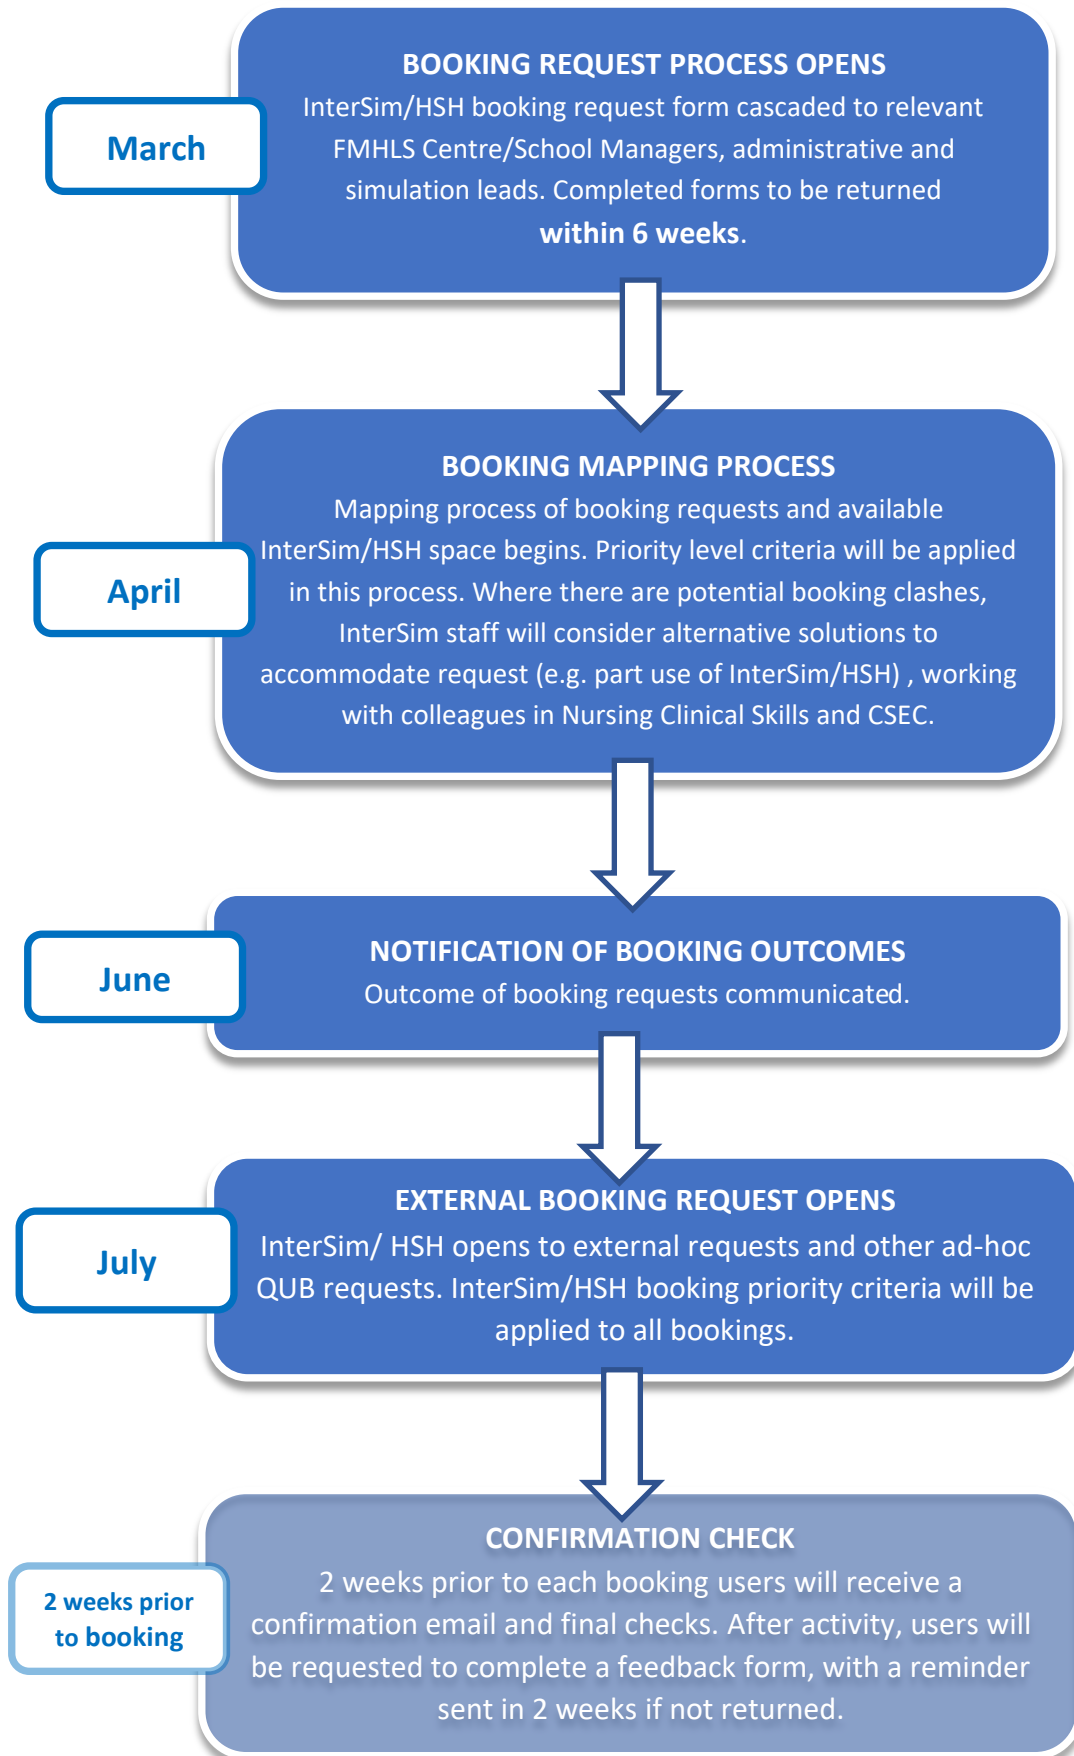 BOOKING REQUEST PROCESS OPENS
InterSim/HSH booking request form cascaded to relevant
FMHLS Centre/School Managers, administrative and
simulation leads. Completed forms to be returned
within 6 weeks.
March
BOOKING MAPPING PROCESS
Mapping process of booking requests and available
InterSim/HSH space begins. Priority level criteria will be applied
in this process. Where there are potential booking clashes,
InterSim staff will consider alternative solutions to
accommodate request (e.g. part use of InterSim/HSH) , working
with colleagues in Nursing Clinical Skills and CSEC.
April
NOTIFICATION OF BOOKING OUTCOMES
Outcome of booking requests communicated.
June
EXTERNAL BOOKING REQUEST OPENS
InterSim/ HSH opens to external requests and other ad-hoc
QUB requests. InterSim/HSH booking priority criteria will be
applied to all bookings.
July
CONFIRMATION CHECK
2 weeks prior to each booking users will receive a
confirmation email and final checks. After activity, users will
be requested to complete a feedback form, with a reminder
sent in 2 weeks if not returned.
2 weeks prior
to booking